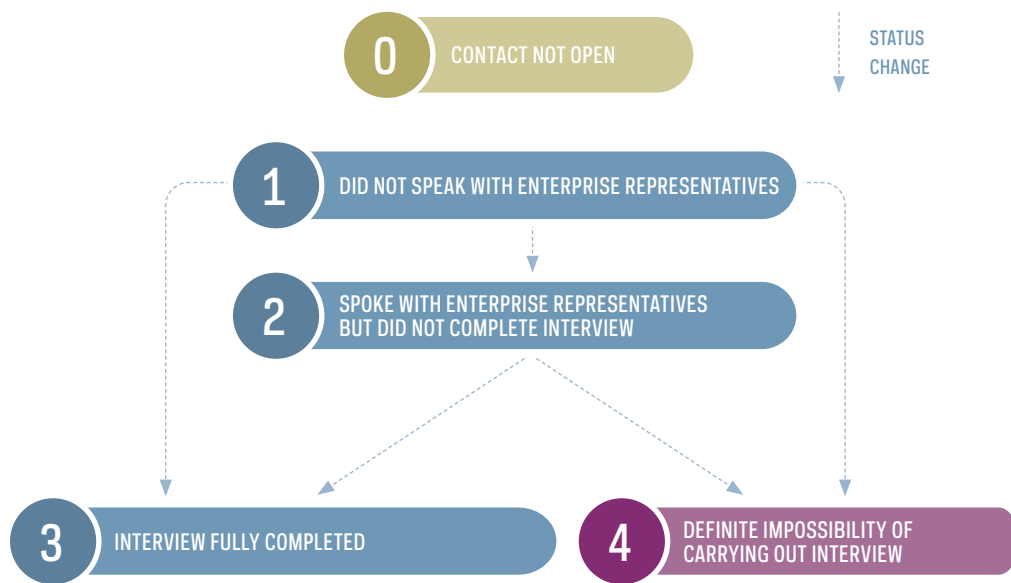 0
CONTACT NOT OPEN
STATUS
CHANGE
1
DID NOT SPEAK WITH ENTERPRISE REPRESENTATIVES
2
SPOKE WITH ENTERPRISE REPRESENTATIVES
BUT DID NOT COMPLETE INTERVIEW
3
INTERVIEW FULLY COMPLETED
4
DEFINITE IMPOSSIBILITY OF
CARRYING OUT INTERVIEW